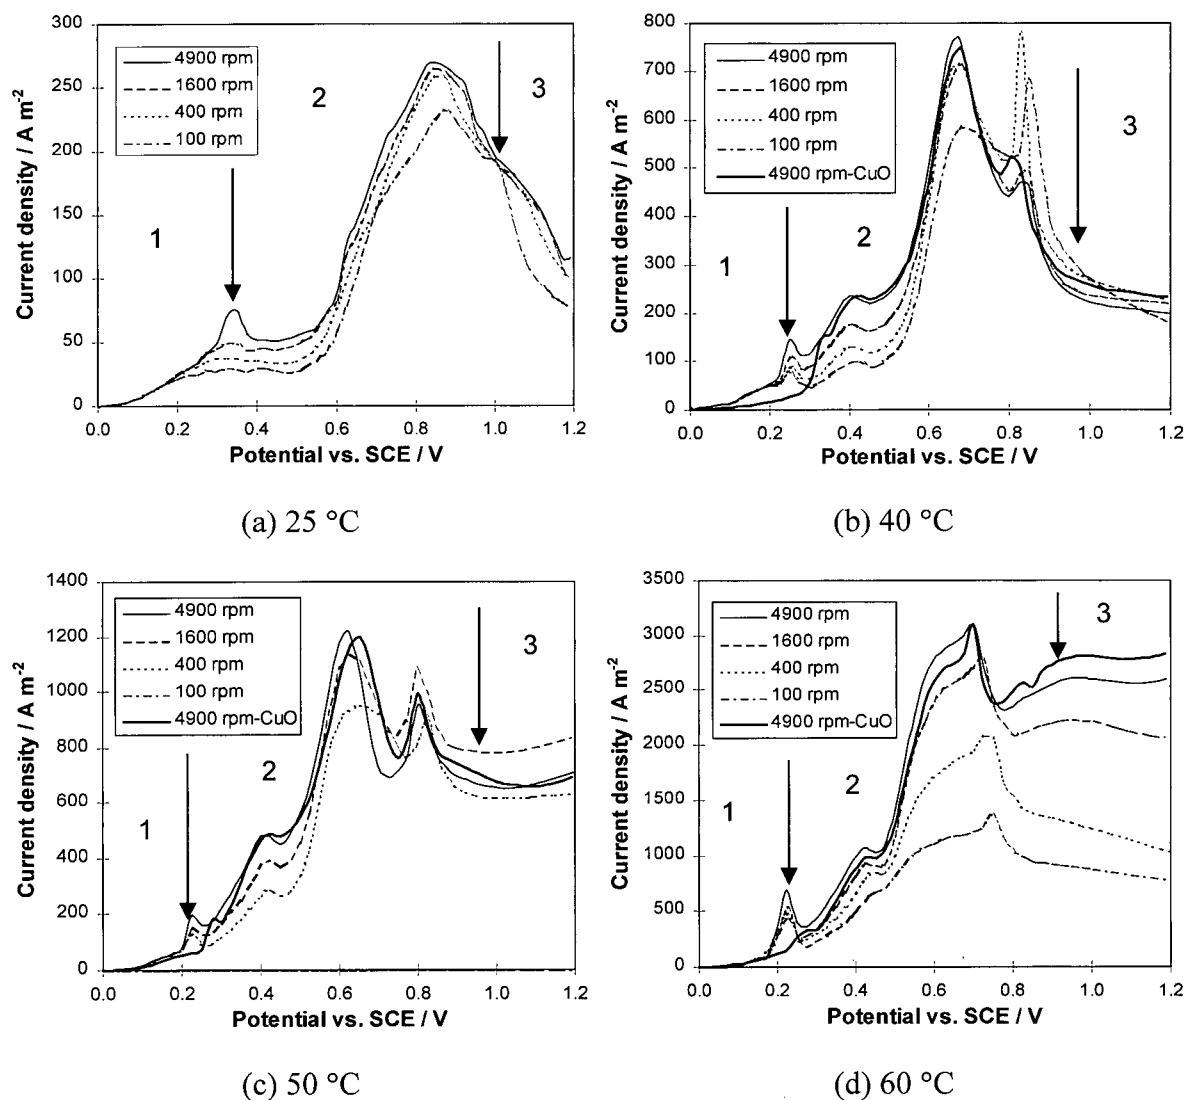 Current density / A m-2
300
250
200
150
100
50
0
4900 rpm
1600 rpm
400 rpm
100 rpm
1
2
3
0.0 0.2 0.4 0.6 0.8 1.0 1.2
Potential vs. SCE / V
(a) 25 °C
Current density / A m-2
800
700
600
500
400
300
200
100
0
4900 rpm
1600 rpm
400 rpm
100 rpm
4900 rpm-CuO
1
2
3
0.0 0.2 0.4 0.6 0.8 1.0 1.2
Potential vs. SCE / V
(b) 40 °C
Current density / A m-2
1400
1200
1000
800
600
400
200
0
4900 rpm
1600 rpm
400 rpm
100 rpm
4900 rpm-CuO
1
2
3
0.0 0.2 0.4 0.6 0.8 1.0 1.2
Potential vs. SCE / V
(c) 50 °C
Current density / A m-2
3500
3000
2500
2000
1500
1000
500
0
4900 rpm
1600 rpm
400 rpm
100 rpm
4900 rpm-CuO
1
2
3
0.0 0.2 0.4 0.6 0.8 1.0 1.2
Potential vs. SCE / V
(d) 60 °C